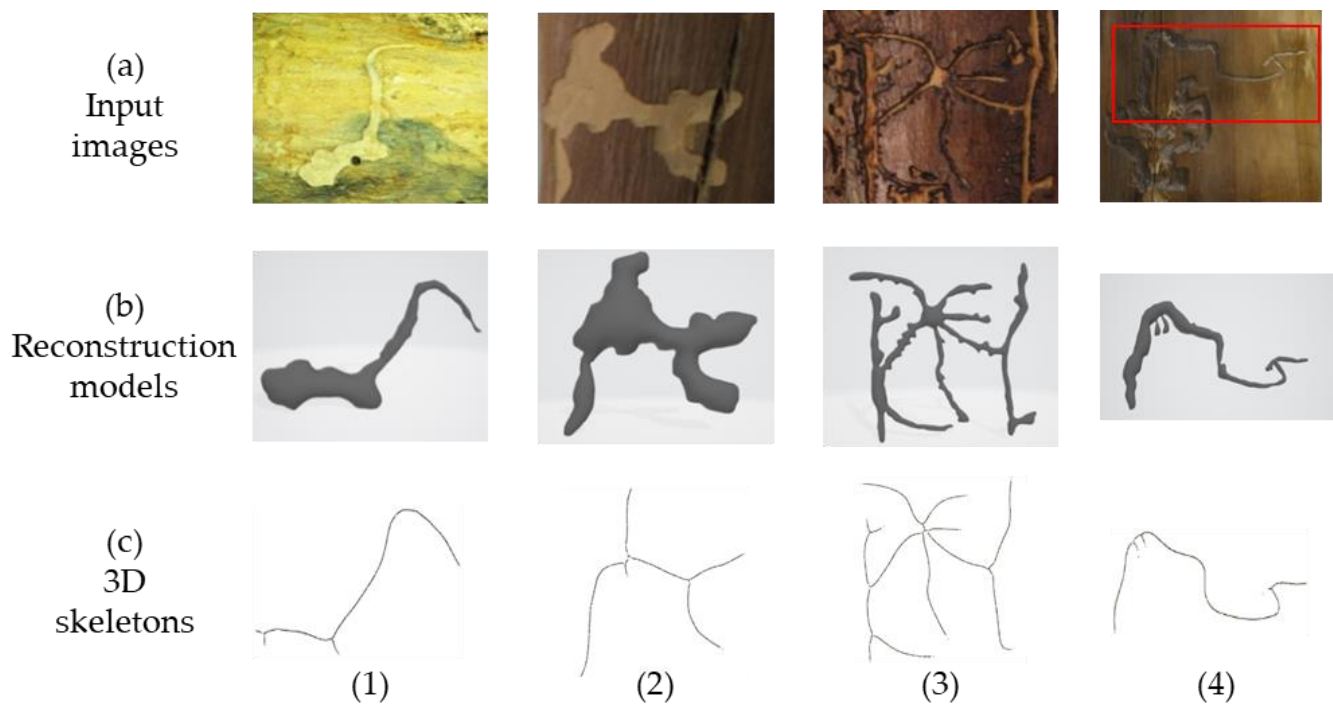 (a)
Input
images
(b)
Reconstruction
models
(c)
3D
skeletons
(1)
(2)
(3)
(4)